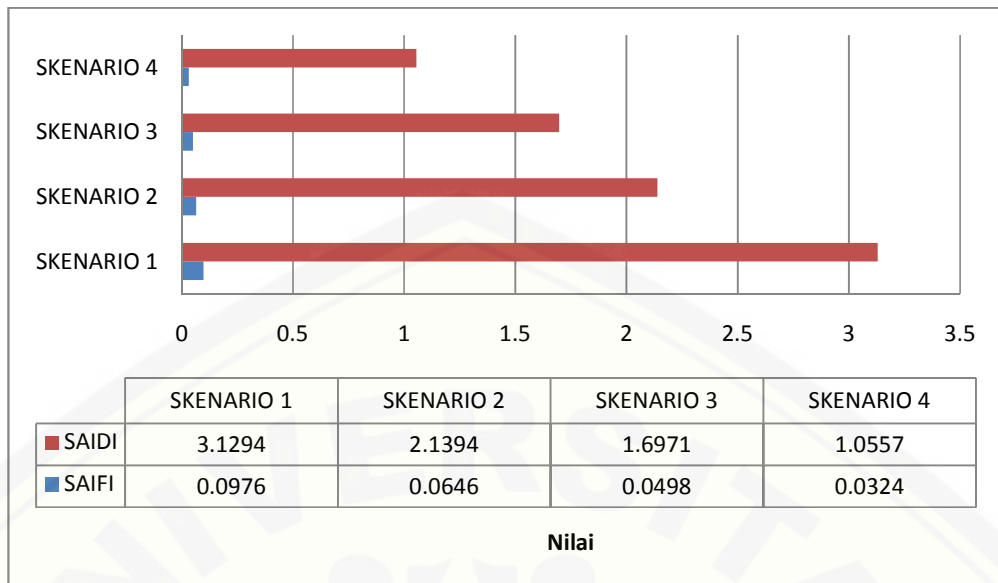 SKENARIO 4
SKENARIO 3
SKENARIO 2
SKENARIO 1
0 0.5 1 1.5 2 2.5 3 3.5
SKENARIO 1 SKENARIO 2 SKENARIO 3 SKENARIO 4
SAIDI 3.1294 2.1394 1.6971 1.0557
SAIFI 0.0976 0.0646 0.0498 0.0324
Nilai